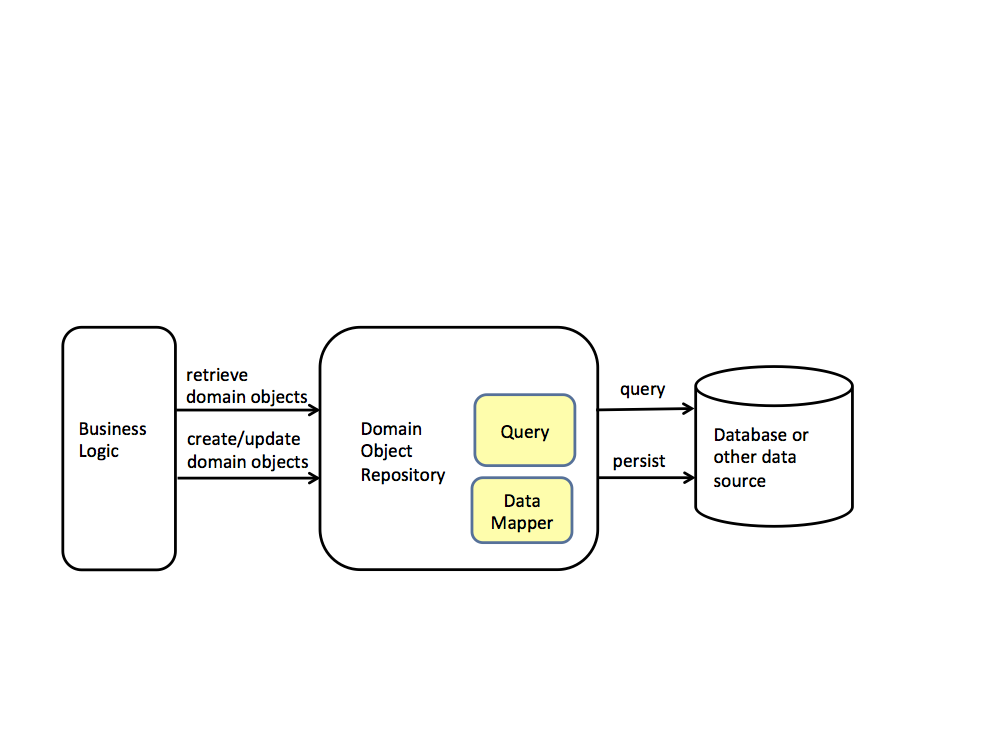 Business
Logic
retrieve
domain objects
create/update
domain objects
Domain
Object
Repository
Query
Data
Mapper
query
persist
Database or
other data
source